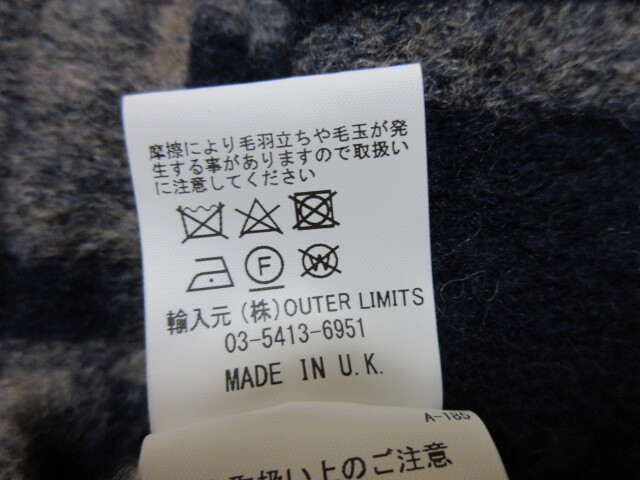 摩擦により毛羽立ちや毛玉が発
生する事がありますので取扱い
に注意してください
F
W
輸入元 (株)OUTER LIMITS
03-5413-6951
MADE IN U.K.
A-185
取扱い上のご注意